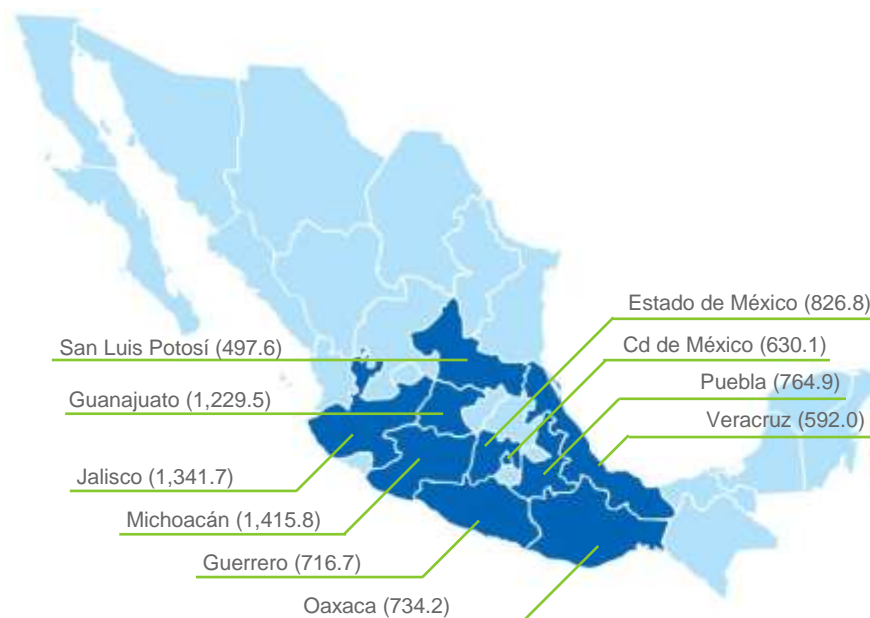 Estado de México (826.8)
San Luis Potosí (497.6)
Cd de México (630.1)
Puebla (764.9)
Guanajuato (1,229.5)
Veracruz (592.0)
Jalisco (1,341.7)
Michoacán (1,415.8)
Guerrero (716.7)
Oaxaca (734.2)